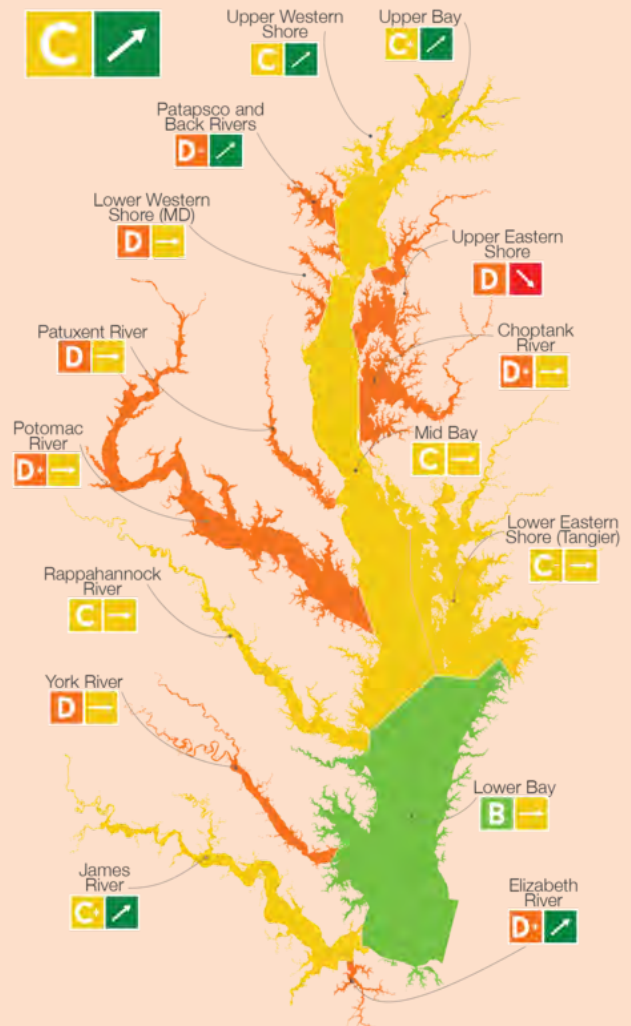 C
Upper Western
Shore
C
Upper Bay
C+
Patapsco and
Back Rivers
D-
Lower Western
Shore (MD)
D
Upper Eastern
Shore
D
Patuxent River
D
Choptank
River
D+
Potomac
River
D+
Mid Bay
C
Lower Eastern
Shore (Tangier)
C-
Rappahannock
River
C
York River
D
Lower Bay
B
James
River
C+
Elizabeth
River
D+